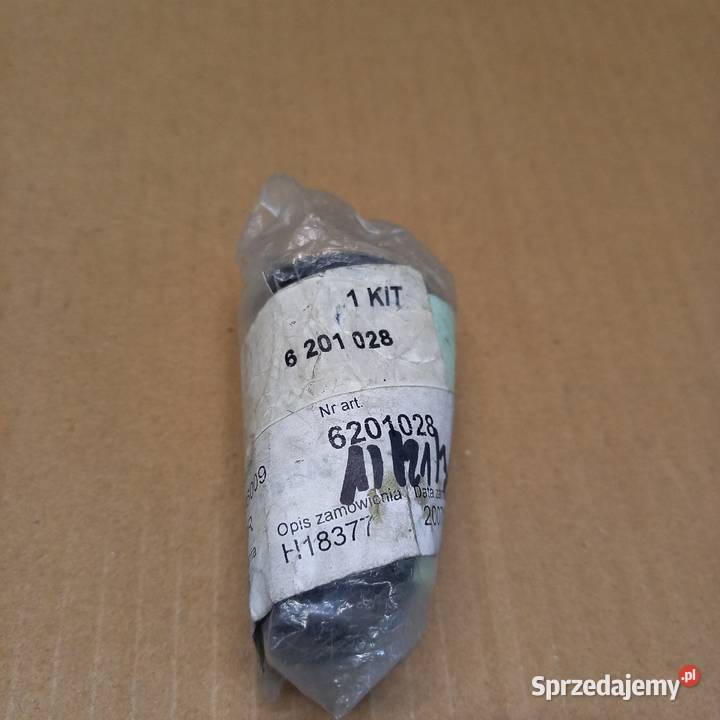 1 KIT
6 201 028
Nr art.
6201028
Opis zamówienia
H18377
Sprzedajemy.pl